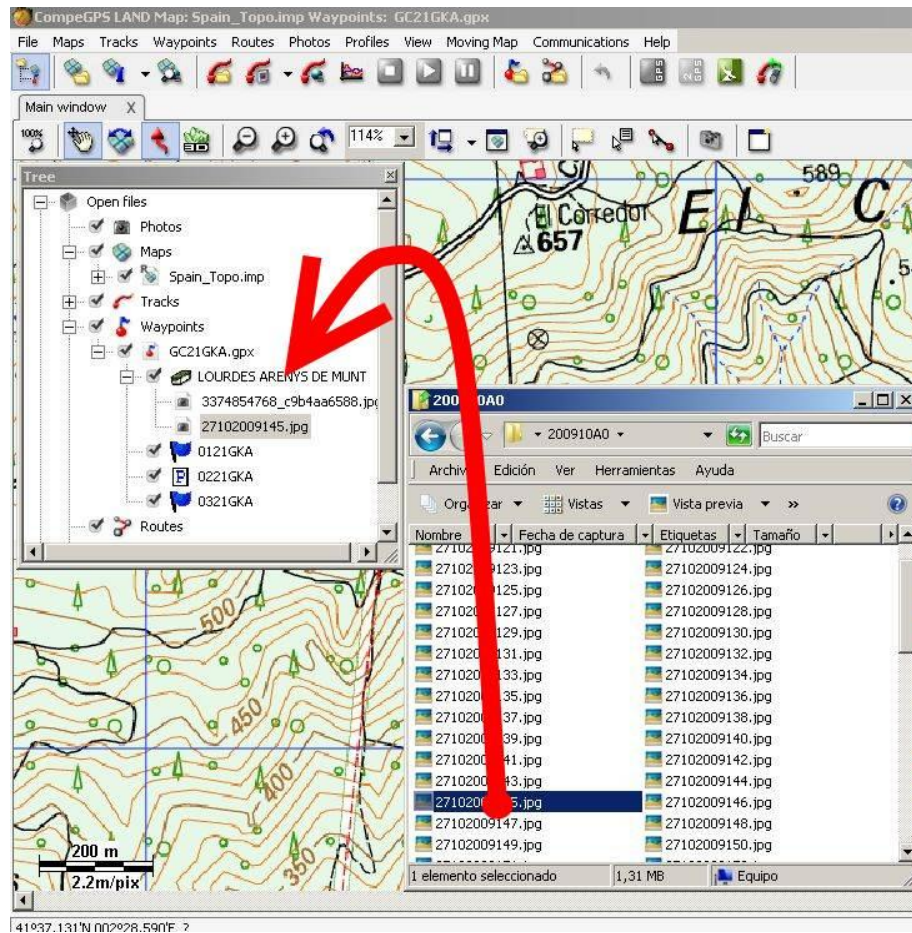 CompeGPS LAND Map: Spain_Topo.imp Waypoints: GC21GKA.gpx
File Maps Tracks Waypoints Routes Photos Profiles View Moving Map Communications Help
Main window X
100%
114%
Tree
Open files
Photos
Maps
Spain_Topo.imp
Tracks
Waypoints
GC21GKA.gpx
LOURDES ARENYS DE MUNT
3374854768_c9b4aa6588.jpg
27102009145.jpg
0121GKA
P 0221GKA
0321GKA
Routes
El Corredor
657
E L C
589
5
200910A0
200910A0
Buscar
Edición Ver Herramientas Ayuda
Vistas Vista previa »
Nombre Fecha de captura Etiquetas Tamaño
27102009122.jpg
27102009124.jpg
27102009126.jpg
27102009128.jpg
27102009130.jpg
27102009132.jpg
27102009134.jpg
27102009136.jpg
27102009138.jpg
27102009140.jpg
27102009142.jpg
27102009144.jpg
27102009146.jpg
27102009147.jpg 27102009148.jpg
27102009149.jpg 27102009150.jpg
1 elemento seleccionado 1,31 MB Equipo
500
450
400
350
200 m
2.2m/pix
41º37.131'N 002º28.590'E ?